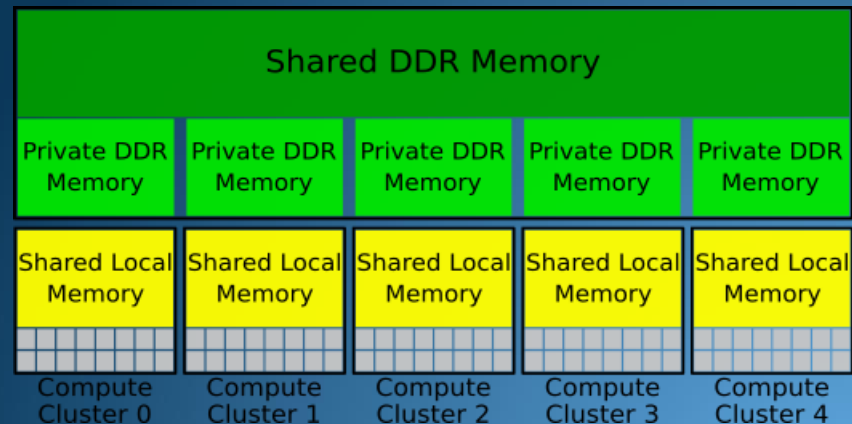 Shared DDR Memory
Private DDR Private DDR Private DDR Private DDR Private DDR
Memory Memory Memory Memory Memory
Shared Local Shared Local Shared Local Shared Local Shared Local
Memory Memory Memory Memory Memory
Compute Compute Compute Compute Compute
Cluster 0 Cluster 1 Cluster 2 Cluster 3 Cluster 4